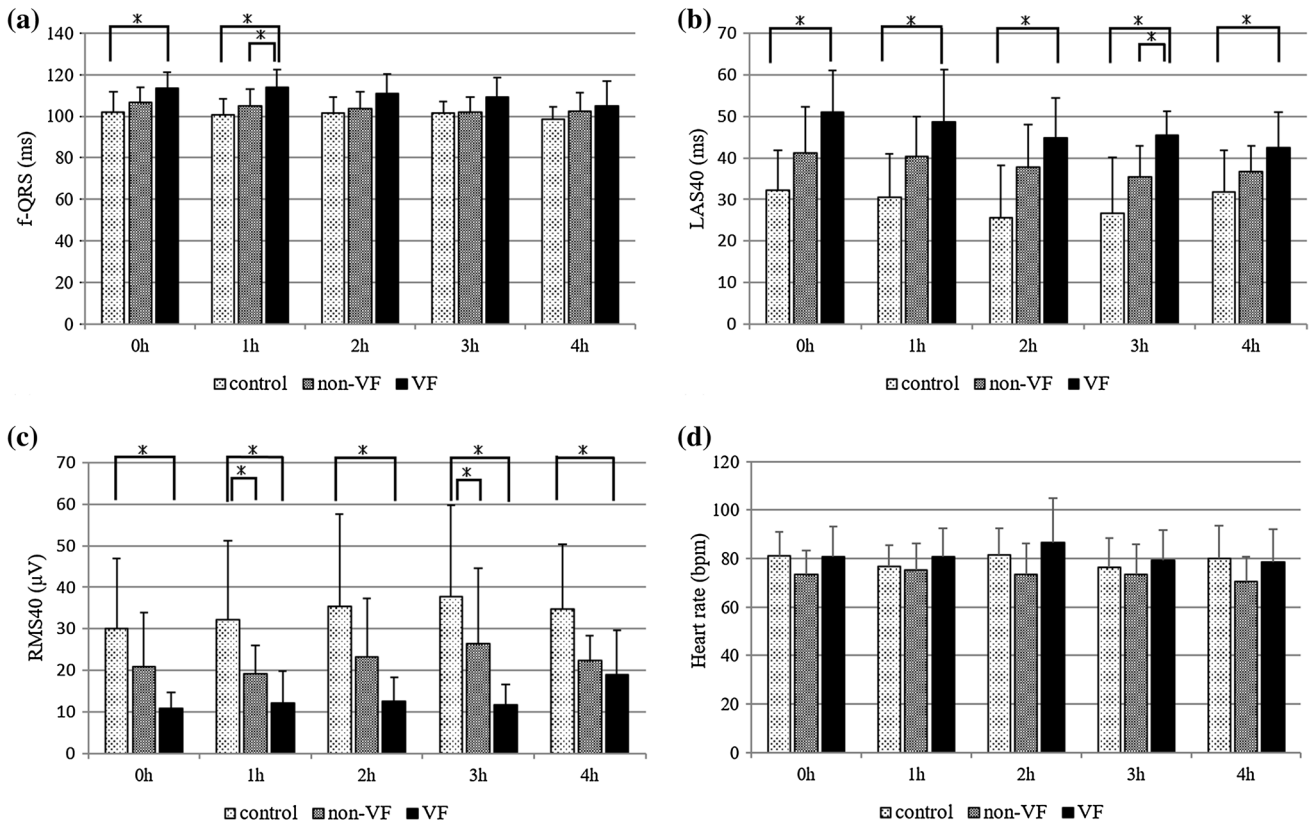 (a)
* * *
140
120
100
80
60
40
20
0
f-QRS (ms)
0h 1h 2h 3h 4h
control non-VF VF
(b)
* * * * * *
70
60
50
40
30
20
10
0
LAS40 (ms)
0h 1h 2h 3h 4h
control non-VF VF
(c)
* * * * * * *
70
60
50
40
30
20
10
0
RMS40 (μV)
0h 1h 2h 3h 4h
control non-VF VF
(d)
120
100
80
60
40
20
0
Heart rate (bpm)
0h 1h 2h 3h 4h
control non-VF VF